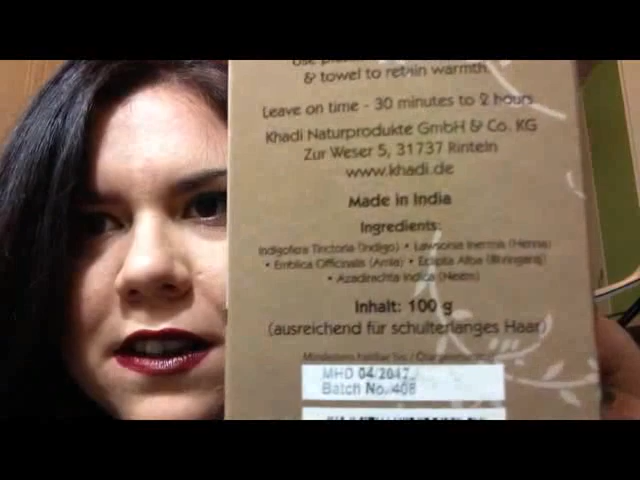 & towel to retain warmth.
Leave on time - 30 minutes to 2 hours
Khadi Naturprodukte GmbH & Co. KG
Zur Weser 5, 31737 Rinteln
www.khadi.de
Made in India
Ingredients:
Indigofera Tinctoria (Indigo) • Lawsonia Inermis (Henna)
• Emblica Officinalis (Amla) • Eclipta Alba (Bhringaraj)
• Azadirachta Indica (Neem)
Inhalt: 100 g
(ausreichend für schulterlanges Haar)
MHD 04/2017
Batch No. 408